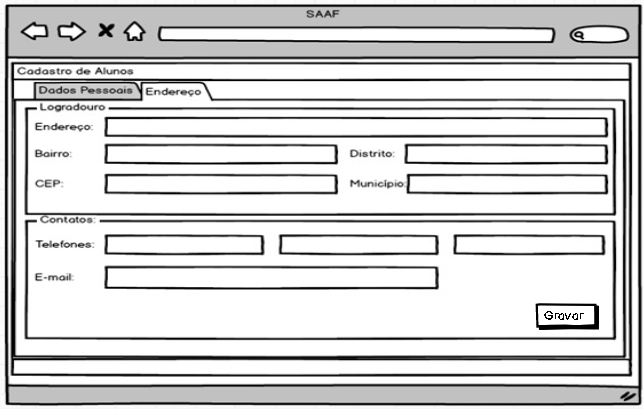 SAAF
Cadastro de Alunos
Dados Pessoais Endereço
Logradouro
Endereço:
Bairro: Distrito:
CEP: Município:
Contatos:
Telefones:
E-mail:
Gravar